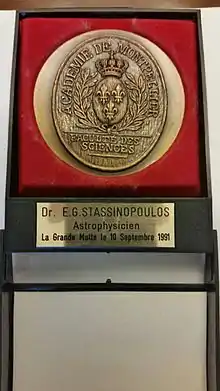 ACADEMIE DE MONTPELLIER
FACULTE DES
SCIENCES
Dr. E.G.STASSINOPOULOS
Astrophysicien
La Grande Motte le 10 Septembre 1991